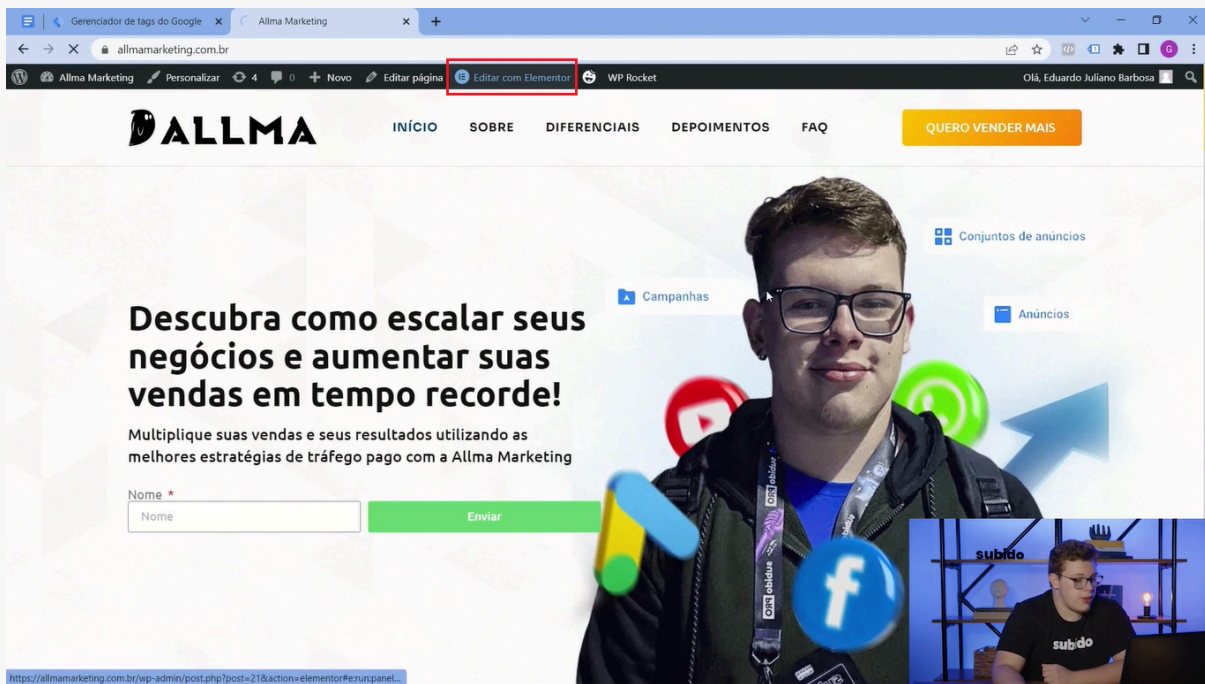 Gerenciador de tags do Google
Allma Marketing
allmamarketing.com.br
G
Allma Marketing
Personalizar
4
0
Novo
Editar página
Editar com Elementor
WP Rocket
Olá, Eduardo Juliano Barbosa
ALLMA
INÍCIO
SOBRE
DIFERENCIAIS
DEPOIMENTOS
FAQ
QUERO VENDER MAIS
Conjuntos de anúncios
Campanhas
Anúncios
Descubra como escalar seus
negócios e aumentar suas
vendas em tempo recorde!
Multiplique suas vendas e seus resultados utilizando as
melhores estratégias de tráfego pago com a Allma Marketing
Nome *
Nome
Enviar
subido PRO
subido PRO
subido
subido
https://allmamarketing.com.br/wp-admin/post.php?post=21&action=elementor#e:run:panel...